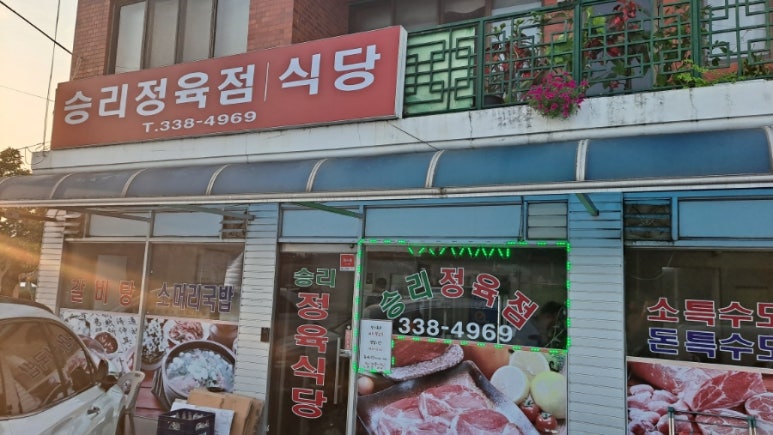 승리정육점 | 식당
T.338-4969
갈비탕
소머리국밥
승리
정육식당
승리정육점
338-4969
소특수도
돈특수도